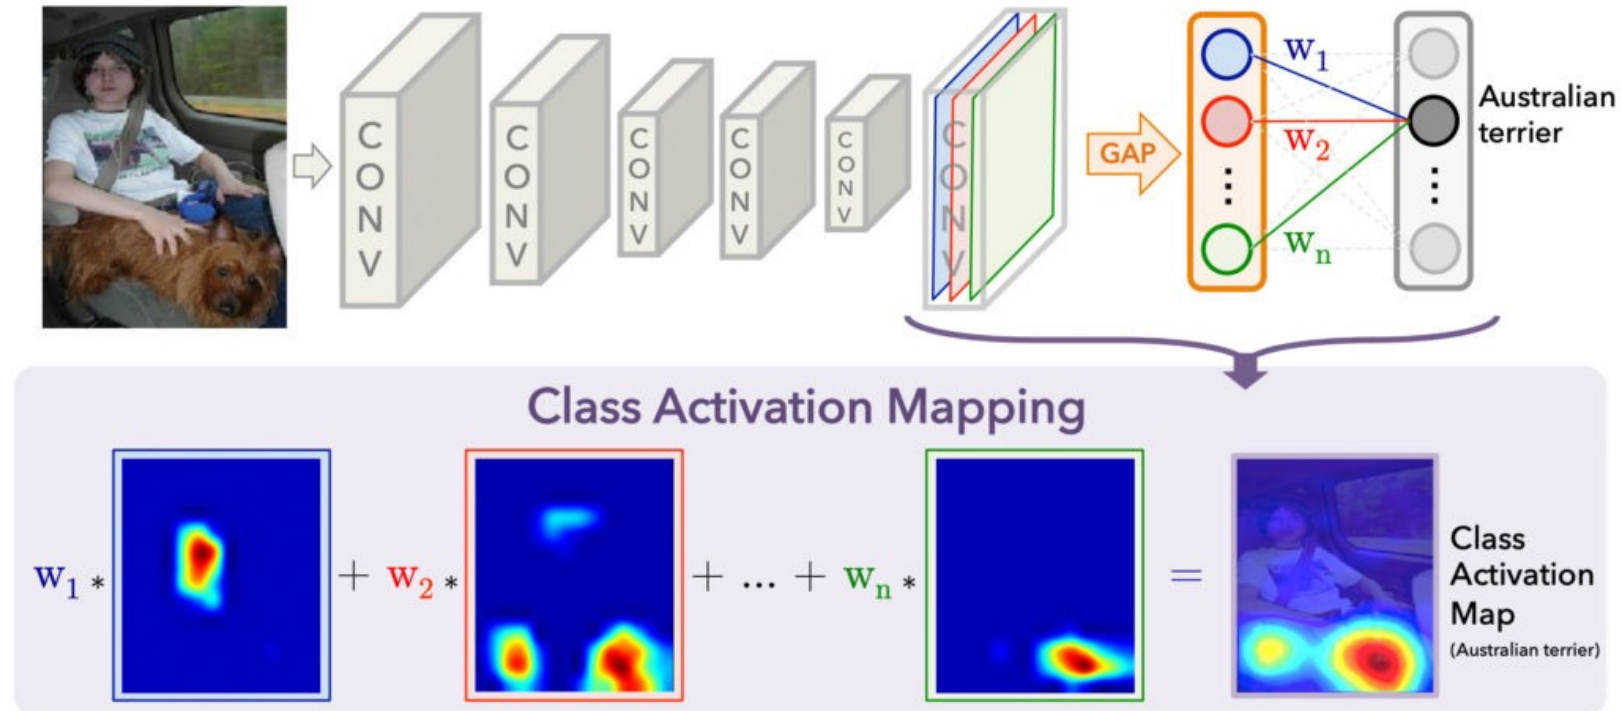 CONV
CONV
CONV
CONV
CONV
CONV
GAP
w1
w2
⋮
wn
⋮
Australian
terrier
Class Activation Mapping
w1 * + w2 * + ... + wn * =
Class
Activation
Map
(Australian terrier)